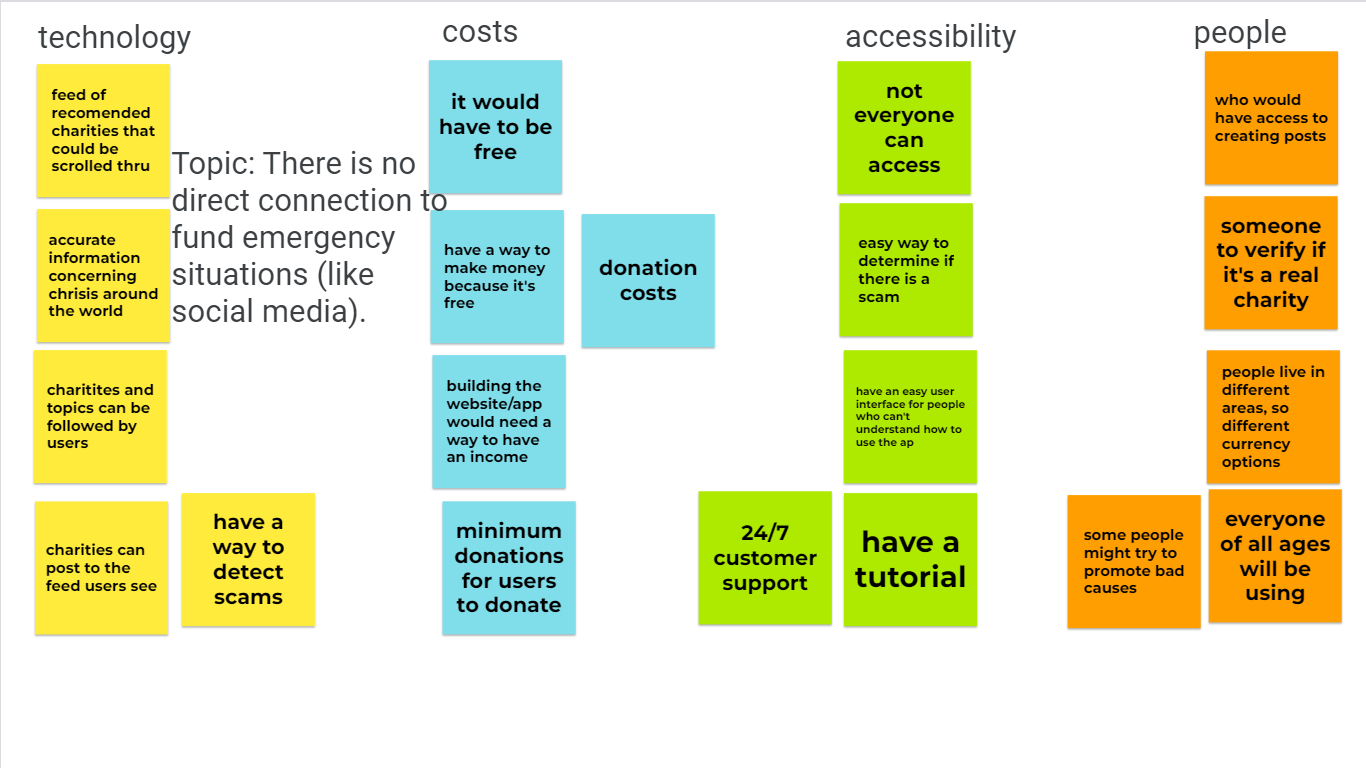 technology
feed of
recomended
charities that
could be
scrolled thru
accurate
information
concerning
chrisis around
the world
charitites and
topics can be
followed by
users
charities can
post to the
feed users see
have a
way to
detect
scams
Topic: There is no
direct connection to
fund emergency
situations (like
social media).
costs
it would
have to be
free
have a way to
make money
because it's
free
donation
costs
building the
website/app
would need a
way to have
an income
minimum
donations
for users
to donate
accessibility
not
everyone
can
access
easy way to
determine if
there is a
scam
have an easy user
interface for people
who can't
understand how to
use the ap
24/7
customer
support
have a
tutorial
people
who would
have access to
creating posts
someone
to verify if
it's a real
charity
people live in
different
areas, so
different
currency
options
some people
might try to
promote bad
causes
everyone
of all ages
will be
using